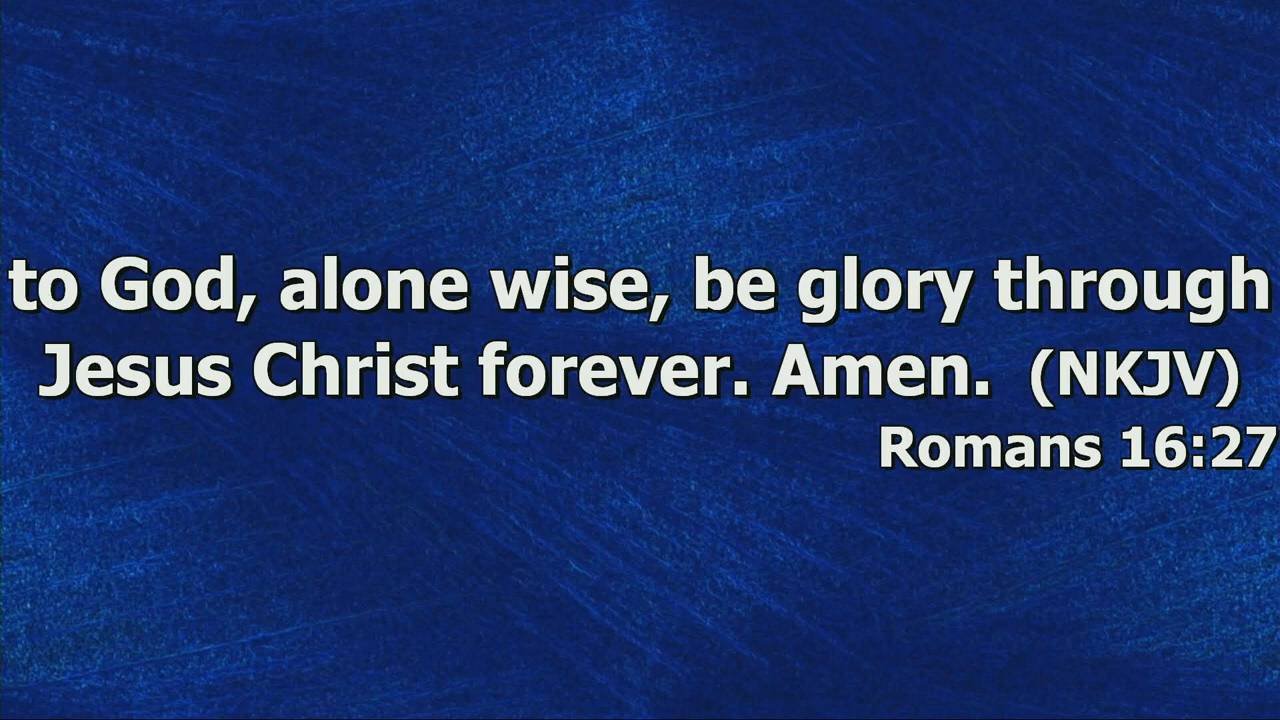 to God, alone wise, be glory through
Jesus Christ forever. Amen. (NKJV)
Romans 16:27